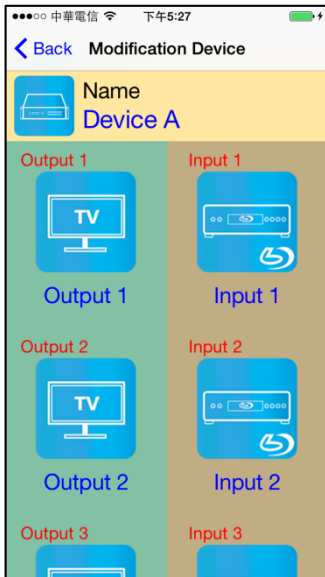 中華電信 下午5:27
Back Modification Device
Name
Device A
Output 1 Input 1
TV
Output 1 Input 1
Output 2 Input 2
TV
Output 2 Input 2
Output 3 Input 3